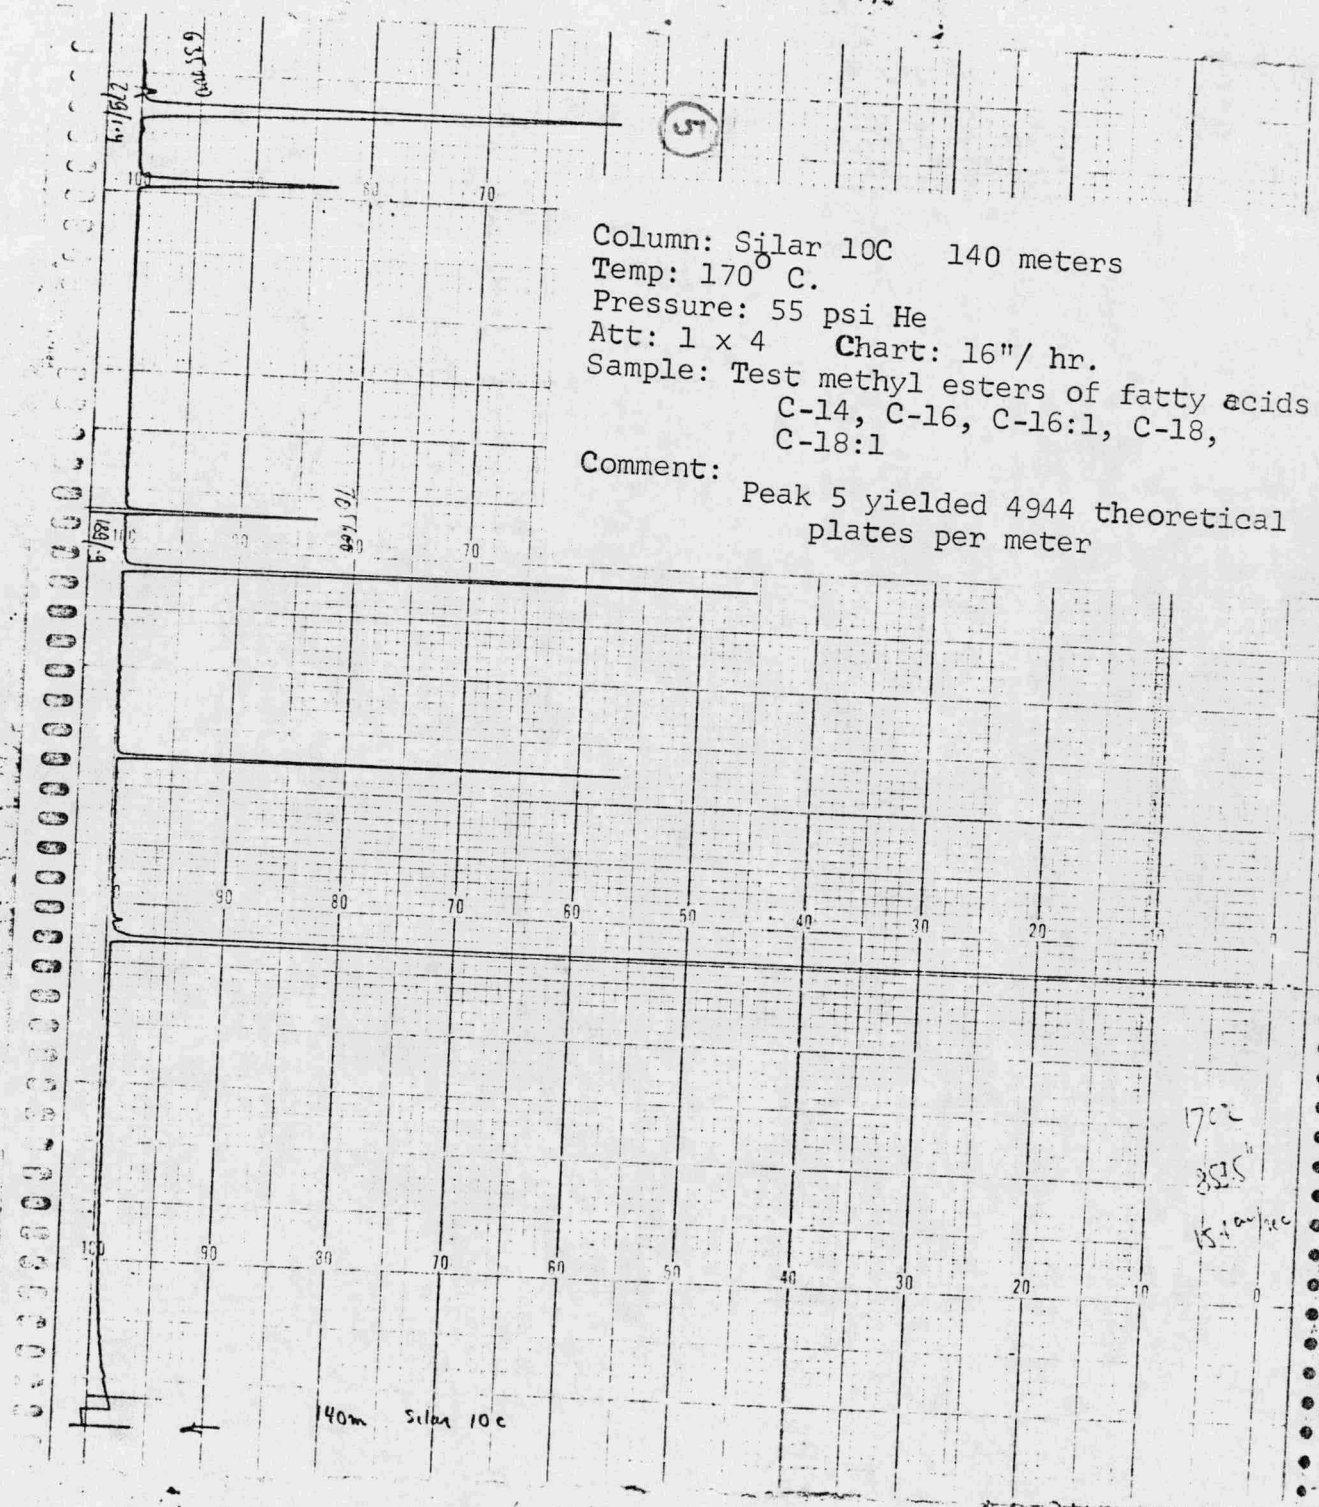 5
100 90 80 70
Column: Silar 10C 140 meters
Temp: 170° C.
Pressure: 55 psi He
Att: 1 x 4 Chart: 16"/ hr.
Sample: Test methyl esters of fatty acids
C-14, C-16, C-16:1, C-18,
C-18:1
Comment:
Peak 5 yielded 4944 theoretical
plates per meter
70
90 80 70 60 50 40 30 20 10 0
100 90 80 70 60 50 40 30 20 10 0
140m Silar 10c